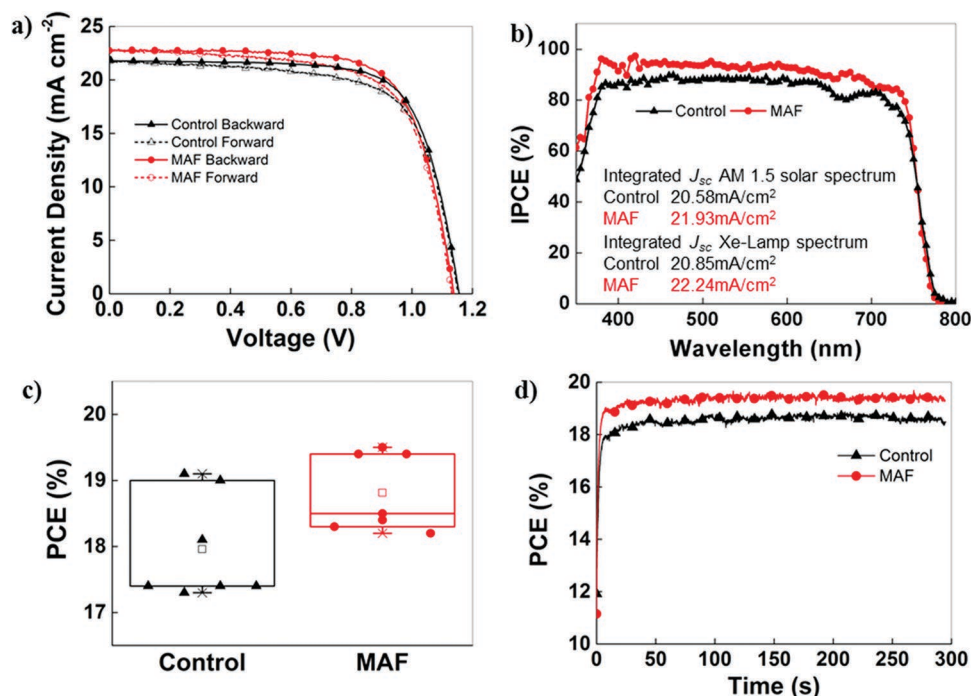 a)
Current Density (mA cm-2)
25
20
15
10
5
0
Control Backward
Control Forward
MAF Backward
MAF Forward
0.0 0.2 0.4 0.6 0.8 1.0 1.2
Voltage (V)
b)
IPCE (%)
100
80
60
40
20
0
Control MAF
Integrated Jsc AM 1.5 solar spectrum
Control 20.58mA/cm2
MAF 21.93mA/cm2
Integrated Jsc Xe-Lamp spectrum
Control 20.85mA/cm2
MAF 22.24mA/cm2
400 500 600 700 800
Wavelength (nm)
c)
PCE (%)
20
19
18
17
Control MAF
d)
PCE (%)
20
18
16
14
12
10
Control
MAF
0 50 100 150 200 250 300
Time (s)